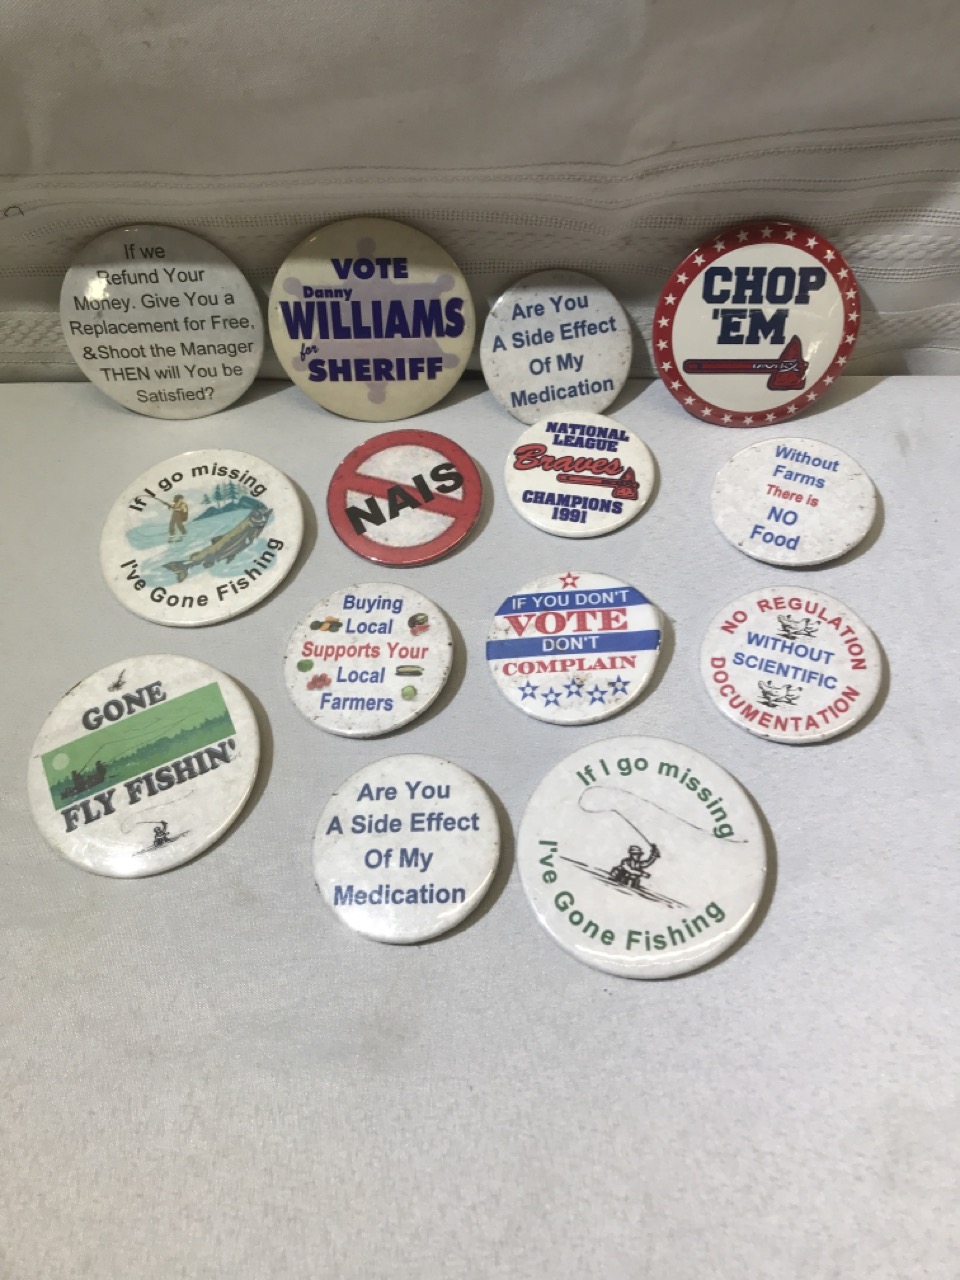 If we
Refund Your
Money. Give You a
Replacement for Free,
&Shoot the Manager
THEN will You be
Satisfied?
VOTE
Danny
WILLIAMS
for
SHERIFF
Are You
A Side Effect
Of My
Medication
CHOP
'EM
If I go missing
I've Gone Fishing
NAIS
NATIONAL
LEAGUE
Braves
CHAMPIONS
1991
Without
Farms
There is
NO
Food
Buying
Local
Supports Your
Local
Farmers
IF YOU DON'T
VOTE
DON'T
COMPLAIN
NO REGULATION
WITHOUT
SCIENTIFIC
DOCUMENTATION
GONE
FLY FISHIN'
Are You
A Side Effect
Of My
Medication
If I go missing
I've Gone Fishing